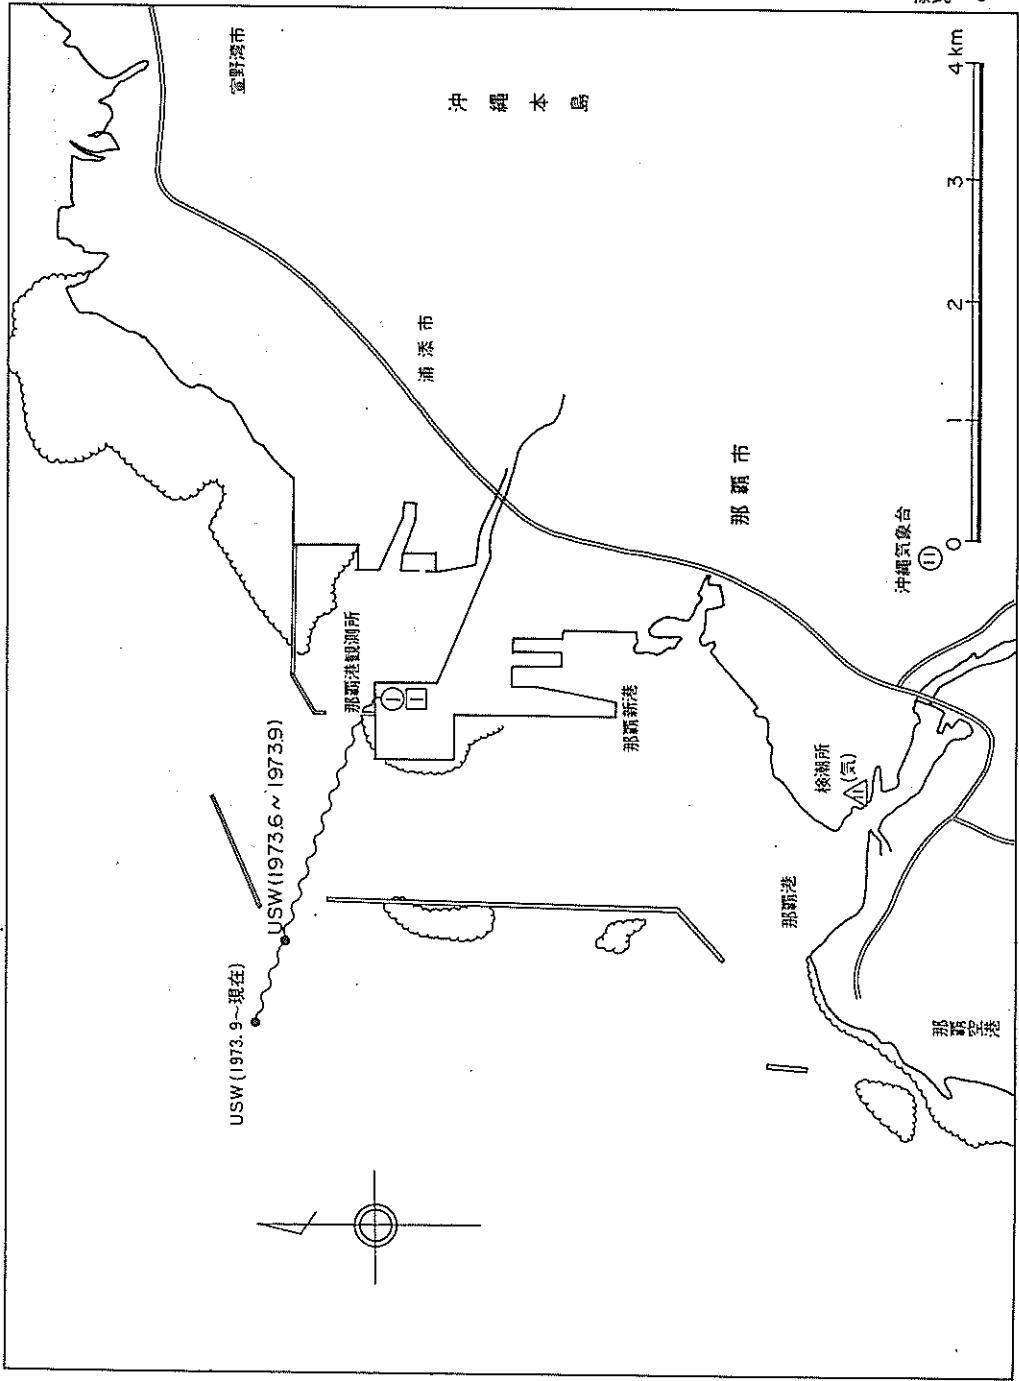 宜野湾市
沖縄本島
浦添市
USW(1973.9～現在)
USW(1973.6～1973.9)
那覇港観測所
I
I
那覇新港
那覇市
検潮所
(気)
II
沖縄気象台
II
那覇港
那覇空港
0 1 2 3 4 km